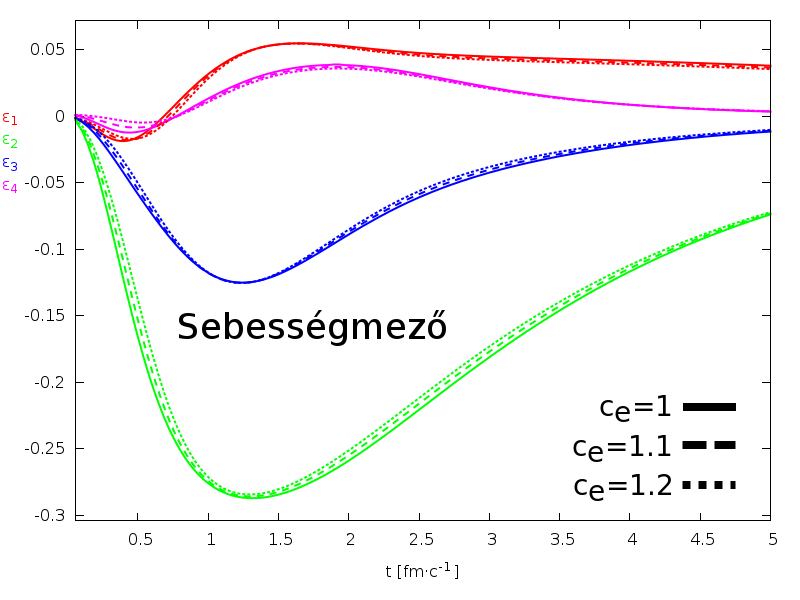 0.05
0
-0.05
-0.1
-0.15
-0.2
-0.25
-0.3
ε1
ε2
ε3
ε4
Sebességmező
ce=1
ce=1.1
ce=1.2
0.5 1 1.5 2 2.5 3 3.5 4 4.5 5
t [fm·c-1]